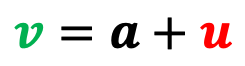 v = a + u